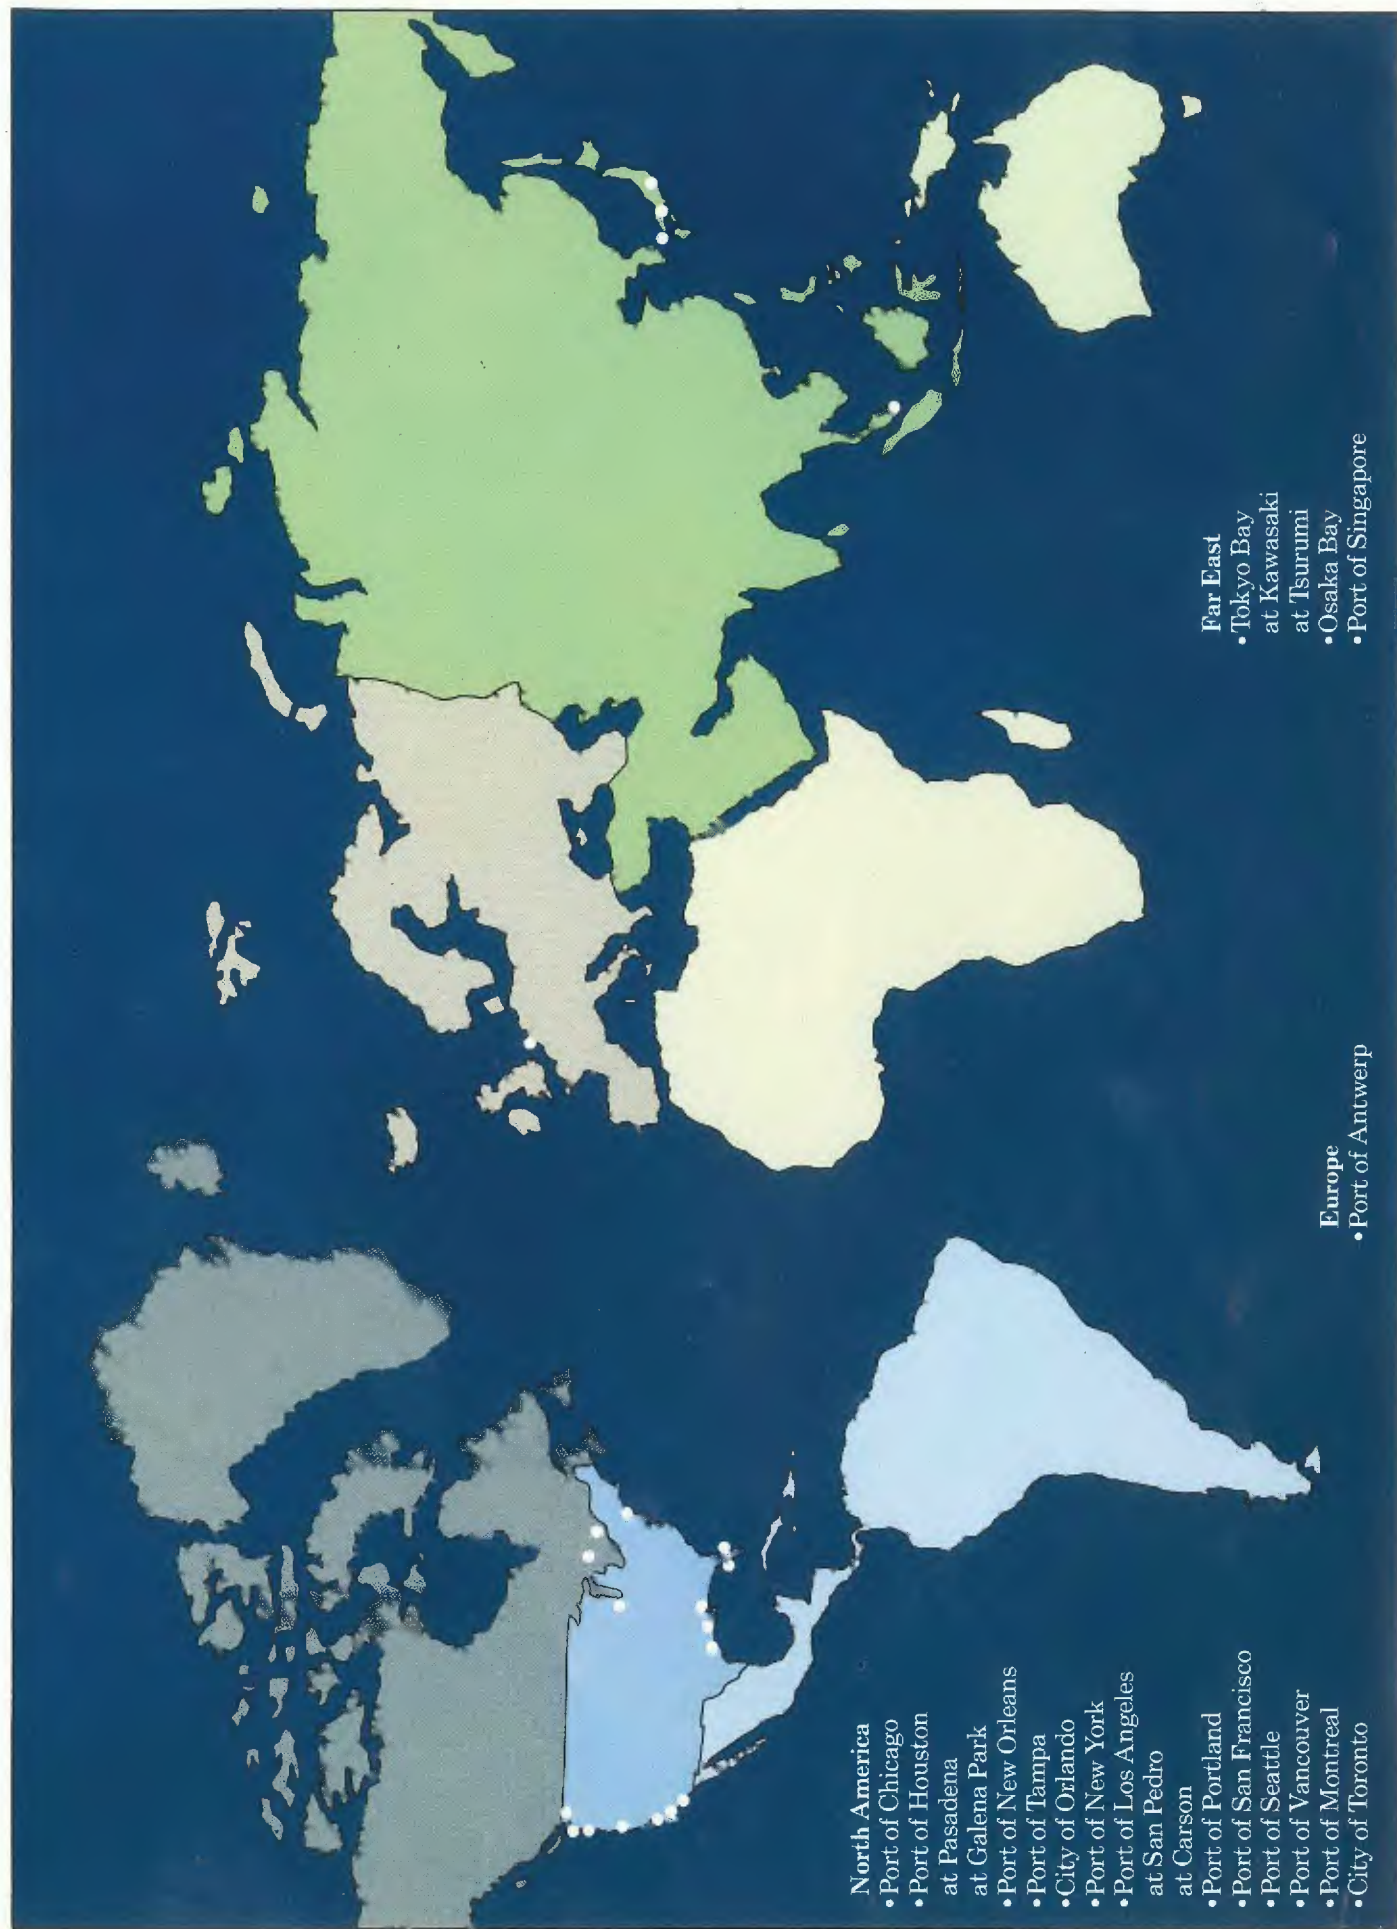 North America
•Port of Chicago
•Port of Houston
at Pasadena
at Galena Park
•Port of New Orleans
•Port of Tampa
•City of Orlando
•Port of New York
•Port of Los Angeles
at San Pedro
at Carson
•Port of Portland
•Port of San Francisco
•Port of Seattle
•Port of Vancouver
•Port of Montreal
•City of Toronto
Europe
•Port of Antwerp
Far East
•Tokyo Bay
at Kawasaki
at Tsurumi
•Osaka Bay
•Port of Singapore